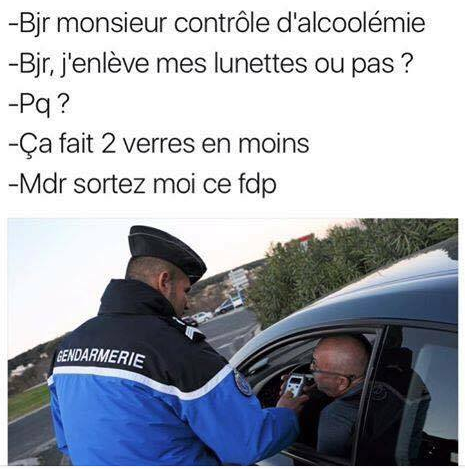 -Bjr monsieur contrôle d'alcoolémie
-Bjr, j'enlève mes lunettes ou pas ?
-Pq ?
-Ça fait 2 verres en moins
-Mdr sortez moi ce fdp
GENDARMERIE